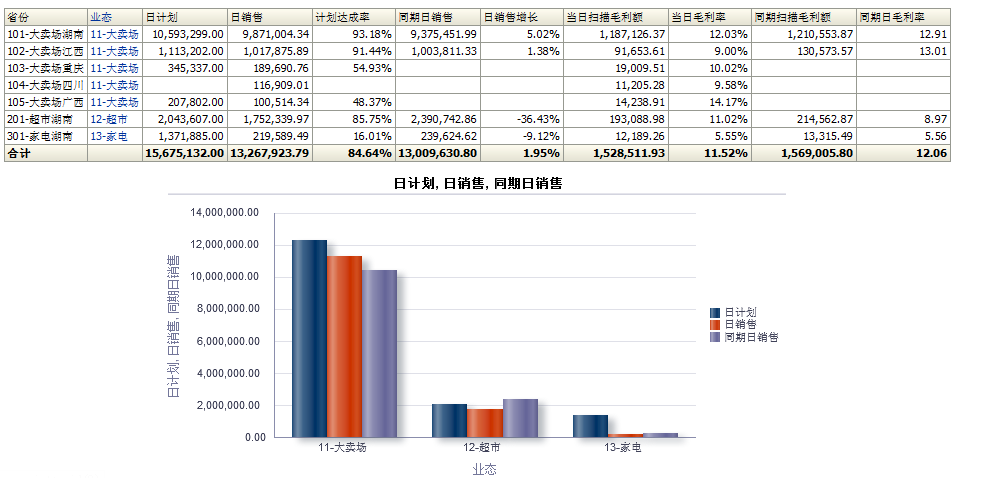 省份 业态 日计划 日销售 计划达成率 同期日销售 日销售增长 当日扫描毛利额 当日毛利率 同期扫描毛利额 同期日毛利率
101-大卖场湖南 11-大卖场 10,593,299.00 9,871,004.34 93.18% 9,375,451.99 5.02% 1,187,126.37 12.03% 1,210,553.87 12.91
102-大卖场江西 11-大卖场 1,113,202.00 1,017,875.89 91.44% 1,003,811.33 1.38% 91,653.61 9.00% 130,573.57 13.01
103-大卖场重庆 11-大卖场 345,337.00 189,690.76 54.93% 19,009.51 10.02%
104-大卖场四川 11-大卖场 116,909.01 11,205.28 9.58%
105-大卖场广西 11-大卖场 207,802.00 100,514.34 48.37% 14,238.91 14.17%
201-超市湖南 12-超市 2,043,607.00 1,752,339.97 85.75% 2,390,742.86 -36.43% 193,088.98 11.02% 214,562.87 8.97
301-家电湖南 13-家电 1,371,885.00 219,589.49 16.01% 239,624.62 -9.12% 12,189.26 5.55% 13,315.49 5.56
合计 15,675,132.00 13,267,923.79 84.64% 13,009,630.80 1.95% 1,528,511.93 11.52% 1,569,005.80 12.06
日计划, 日销售, 同期日销售
日计划, 日销售, 同期日销售
14,000,000.00
12,000,000.00
10,000,000.00
8,000,000.00
6,000,000.00
4,000,000.00
2,000,000.00
0.00
日计划
日销售
同期日销售
11-大卖场 12-超市 13-家电
业态